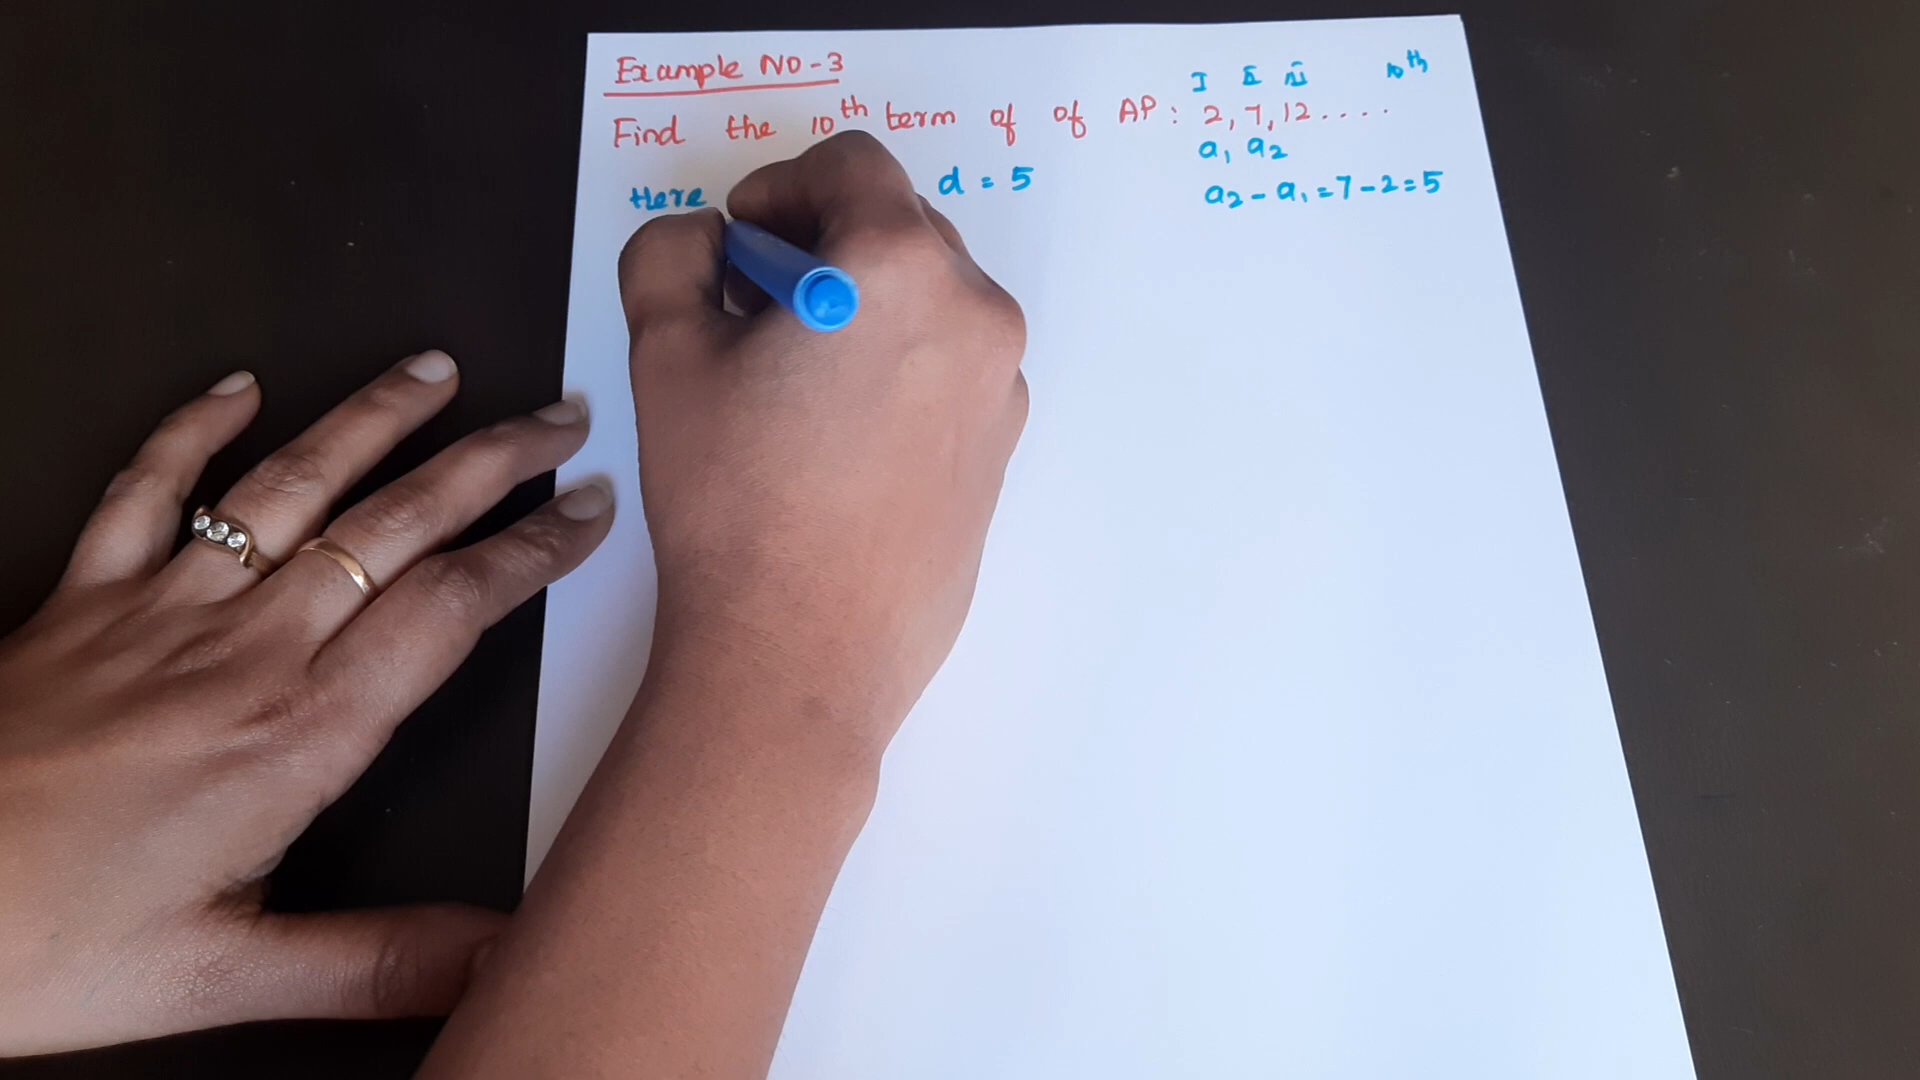 Example NO-3
I II III 10th
Find the 10th term of of AP: 2, 7, 12....
a1 a2
Here d = 5
a2 - a1 = 7 - 2 = 5